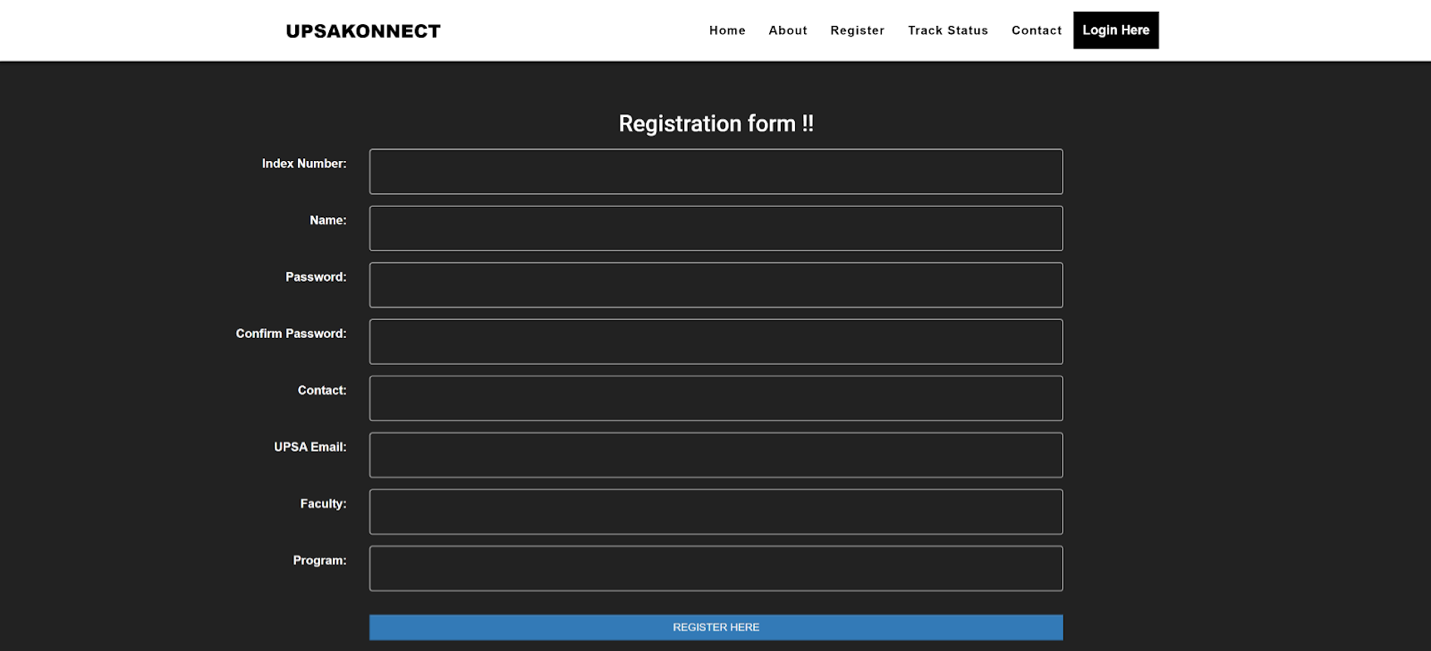 UPSAKONNECT Home About Register Track Status Contact Login Here
Registration form !!
Index Number:
Name:
Password:
Confirm Password:
Contact:
UPSA Email:
Faculty:
Program:
REGISTER HERE